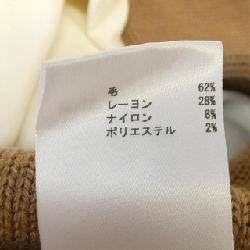 毛 62%
レーヨン 28%
ナイロン 8%
ポリエステル 2%